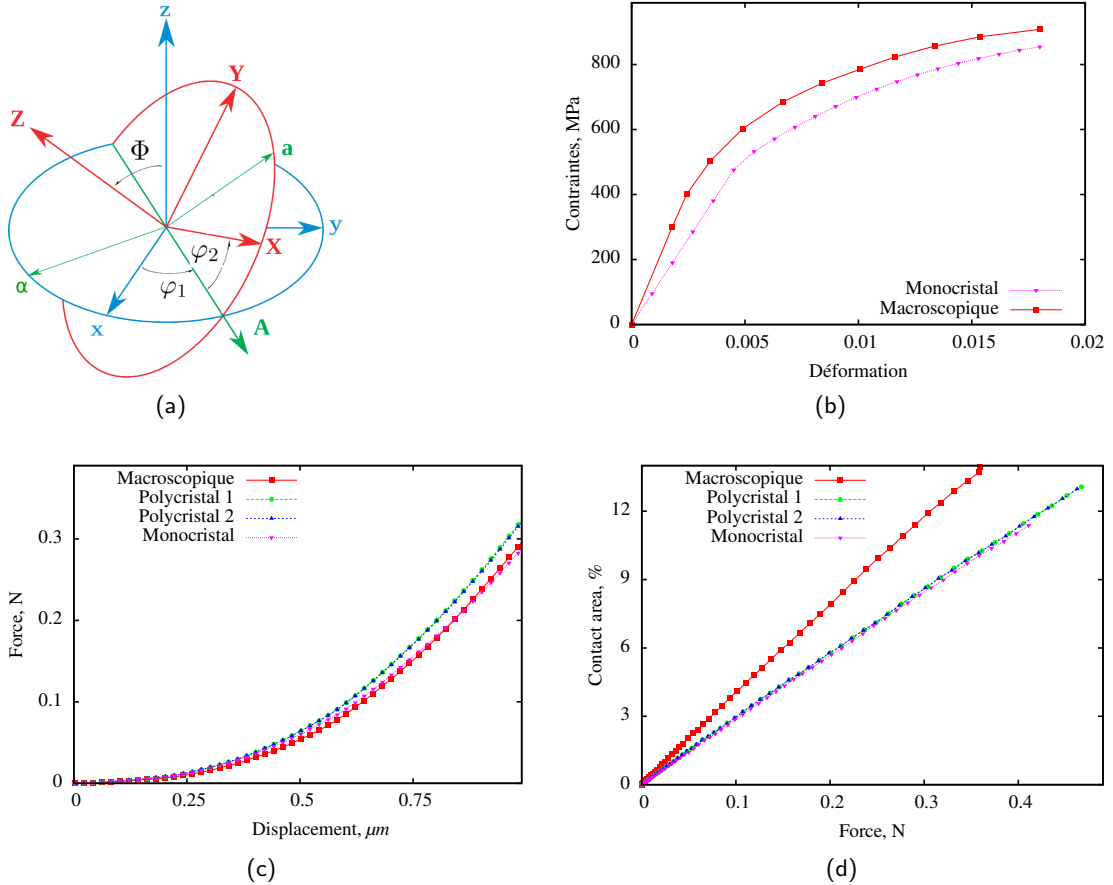 z
Y
Z
Φ
a
y
X
φ2
α
φ1
x
A
(a)
Contraintes, MPa
800
600
400
200
0
0 0.005 0.01 0.015 0.02
Déformation
Monocristal
Macroscopique
(b)
Macroscopique
Polycristal 1
Polycristal 2
Monocristal
Force, N
0.3
0.2
0.1
0
0 0.25 0.5 0.75
Displacement, μm
(c)
Macroscopique
Polycristal 1
Polycristal 2
Monocristal
Contact area, %
12
9
6
3
0
0 0.1 0.2 0.3 0.4
Force, N
(d)